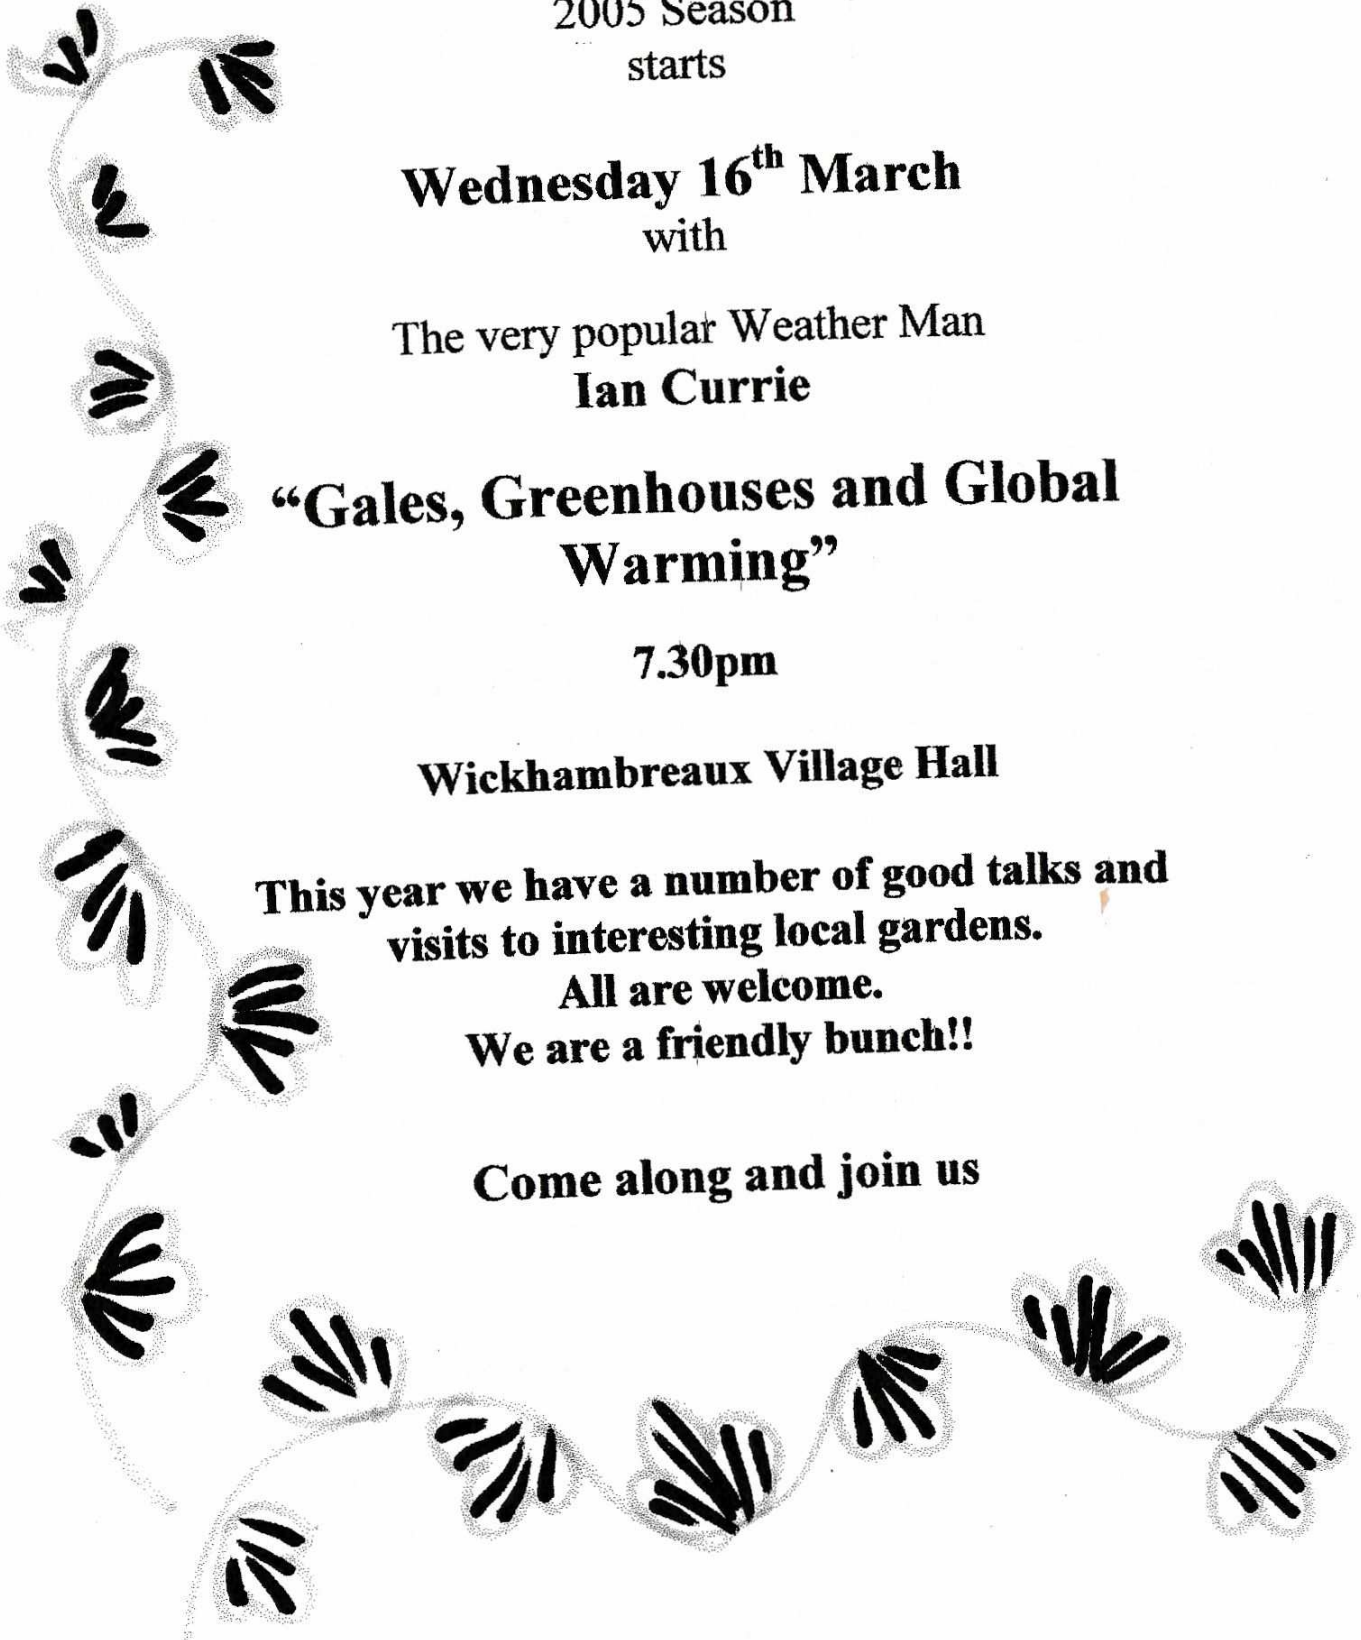 2005 Season
starts
Wednesday 16th March
with
The very popular Weather Man
Ian Currie
“Gales, Greenhouses and Global
Warming”
7.30pm
Wickhambreaux Village Hall
This year we have a number of good talks and
visits to interesting local gardens.
All are welcome.
We are a friendly bunch!!
Come along and join us